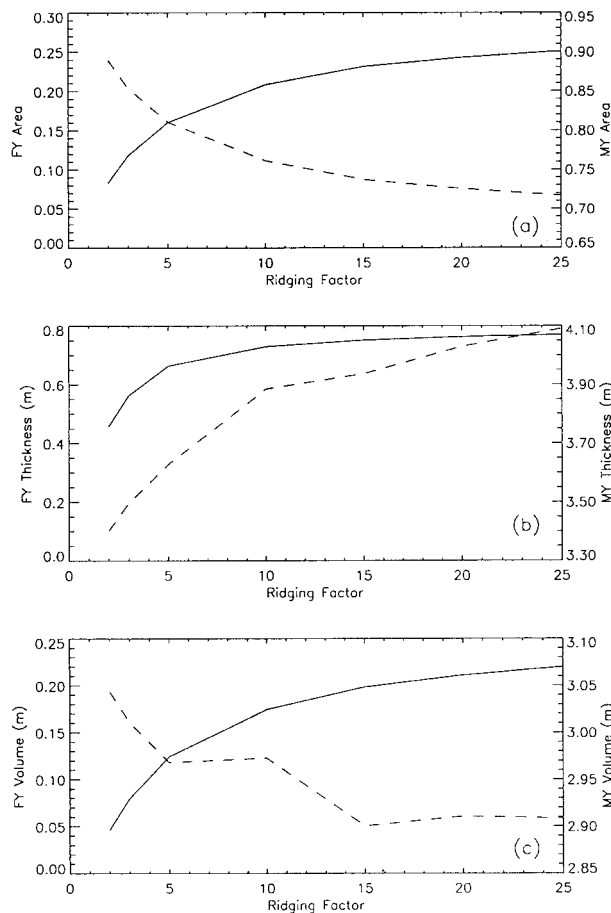 0.30
0.25
0.20
0.15
0.10
0.05
0.00
FY Area
0.95
0.90
0.85
0.80
0.75
0.70
0.65
MY Area
(a)
0 5 10 15 20 25
Ridging Factor
0.8
0.6
0.4
0.2
0.0
FY Thickness (m)
4.10
3.90
3.70
3.50
3.30
MY Thickness (m)
(b)
0 5 10 15 20 25
Ridging Factor
0.25
0.20
0.15
0.10
0.05
0.00
FY Volume (m)
3.10
3.05
3.00
2.95
2.90
2.85
MY Volume (m)
(c)
0 5 10 15 20 25
Ridging Factor